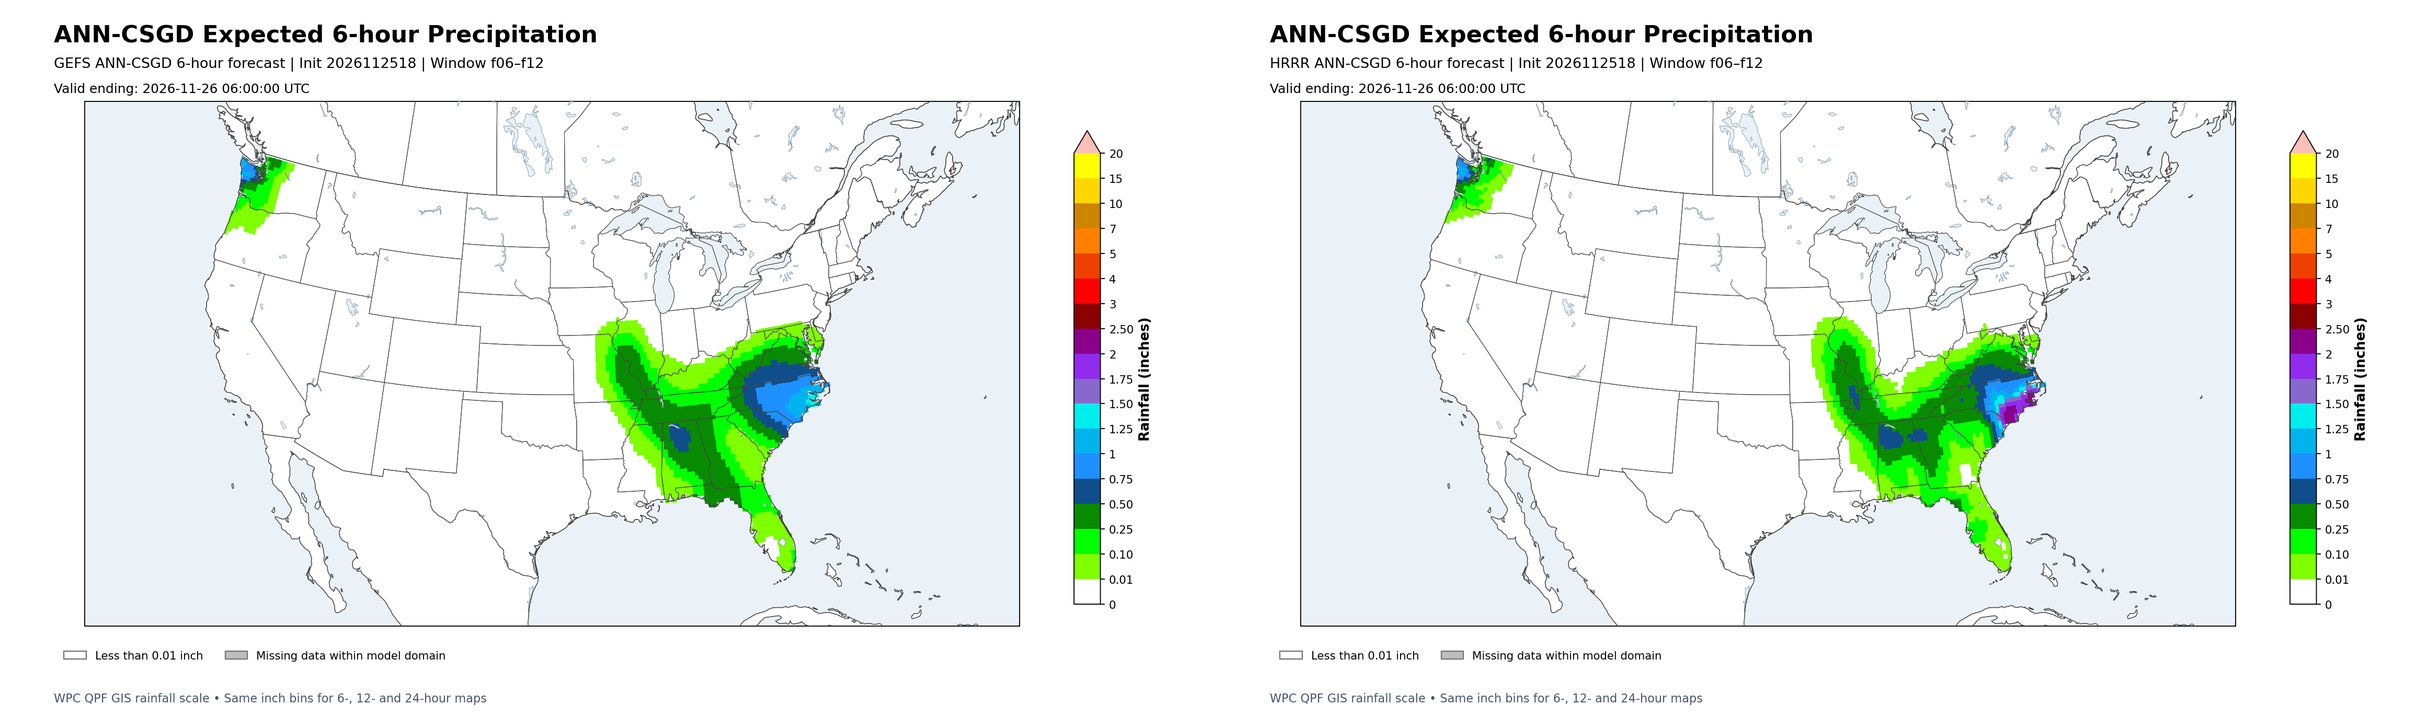 ANN-CSGD Expected 6-hour Precipitation
GEFS ANN-CSGD 6-hour forecast | Init 2026112518 | Window f06–f12
Valid ending: 2026-11-26 06:00:00 UTC
20
15
10
7
5
4
3
2.50
2
1.75
1.50
1.25
1
0.75
0.50
0.25
0.10
0.01
0
Rainfall (inches)
Less than 0.01 inch
Missing data within model domain
WPC QPF GIS rainfall scale • Same inch bins for 6-, 12- and 24-hour maps
ANN-CSGD Expected 6-hour Precipitation
HRRR ANN-CSGD 6-hour forecast | Init 2026112518 | Window f06–f12
Valid ending: 2026-11-26 06:00:00 UTC
20
15
10
7
5
4
3
2.50
2
1.75
1.50
1.25
1
0.75
0.50
0.25
0.10
0.01
0
Rainfall (inches)
Less than 0.01 inch
Missing data within model domain
WPC QPF GIS rainfall scale • Same inch bins for 6-, 12- and 24-hour maps